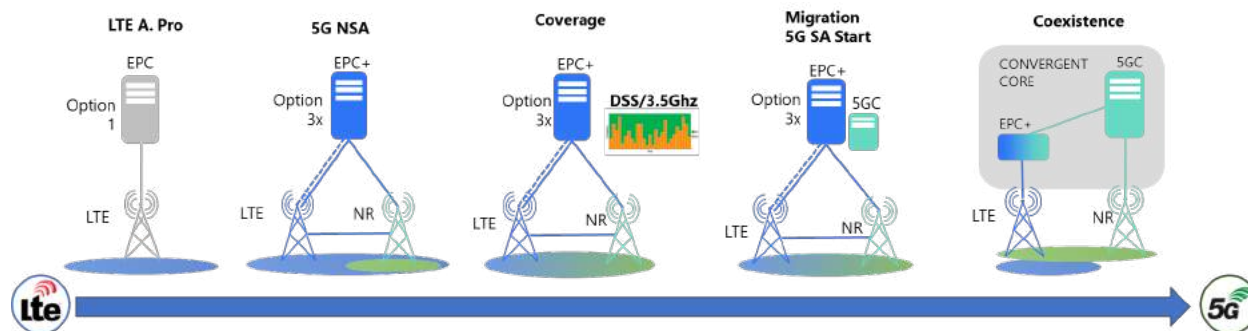 LTE A. Pro
EPC
Option
1
LTE
5G NSA
EPC+
Option
3x
LTE
NR
Coverage
EPC+
Option
3x
DSS/3.5Ghz
LTE
NR
Migration
5G SA Start
EPC+
Option
3x
5GC
LTE
NR
Coexistence
CONVERGENT
CORE
5GC
EPC+
LTE
NR
Lte
5G